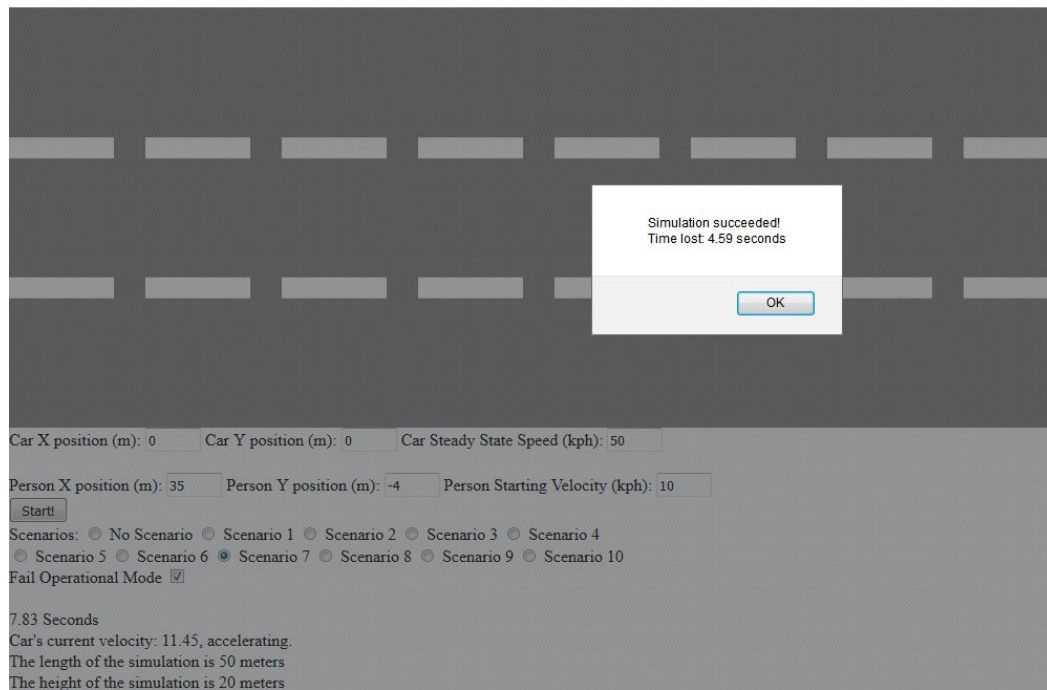 Simulation succeeded!
Time lost: 4.59 seconds
OK
Car X position (m): 0 Car Y position (m): 0 Car Steady State Speed (kph): 50
Person X position (m): 35 Person Y position (m): -4 Person Starting Velocity (kph): 10
Start!
Scenarios: No Scenario Scenario 1 Scenario 2 Scenario 3 Scenario 4
Scenario 5 Scenario 6 Scenario 7 Scenario 8 Scenario 9 Scenario 10
Fail Operational Mode
7.83 Seconds
Car's current velocity: 11.45, accelerating.
The length of the simulation is 50 meters
The height of the simulation is 20 meters